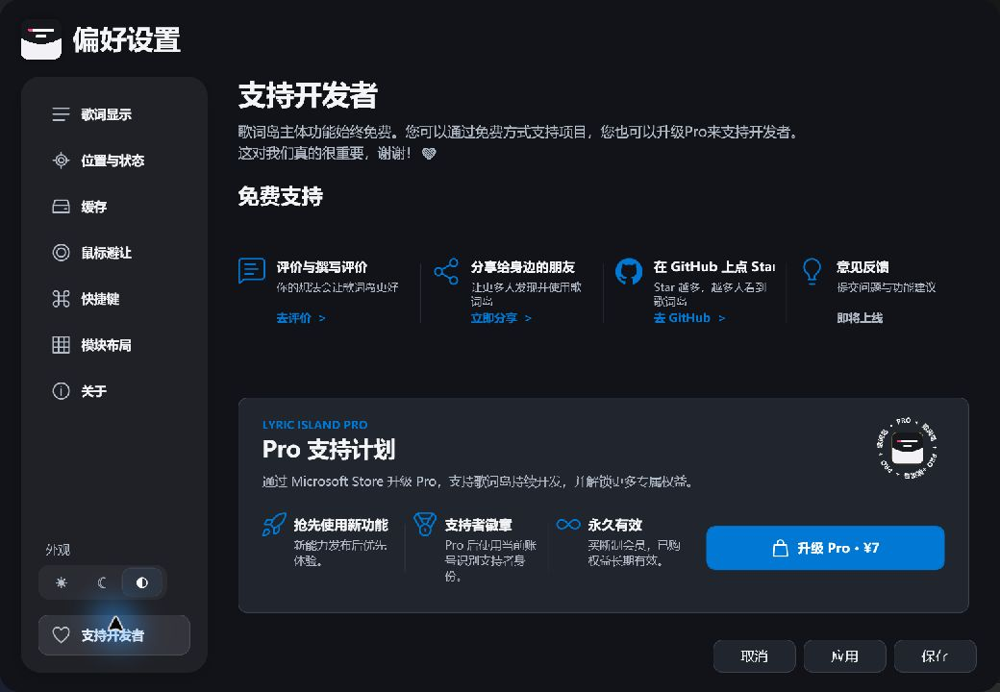 偏好设置
歌词显示
位置与状态
缓存
鼠标避让
快捷键
模块布局
关于
外观
支持开发者
支持开发者
歌词岛主体功能始终免费。您可以通过免费方式支持项目，您也可以升级Pro来支持开发者。
这对我们真的很重要，谢谢！
免费支持
评价与撰写评价
你的想法会让歌词岛更好
去评价 >
分享给身边的朋友
让更多人发现并使用歌
词岛
立即分享 >
在 GitHub 上点 Star
Star 越多，越多人看到
歌词岛
去 GitHub >
意见反馈
提交问题与功能建议
即将上线
LYRIC ISLAND PRO
Pro 支持计划
通过 Microsoft Store 升级 Pro，支持歌词岛持续开发，并解锁更多专属权益。
抢先使用新功能
新能力发布后优先
体验。
支持者徽章
Pro 后使用当前账
号识别支持者身
份。
永久有效
买断制会员，已购
权益长期有效。
升级 Pro · ¥7
取消
应用
保存